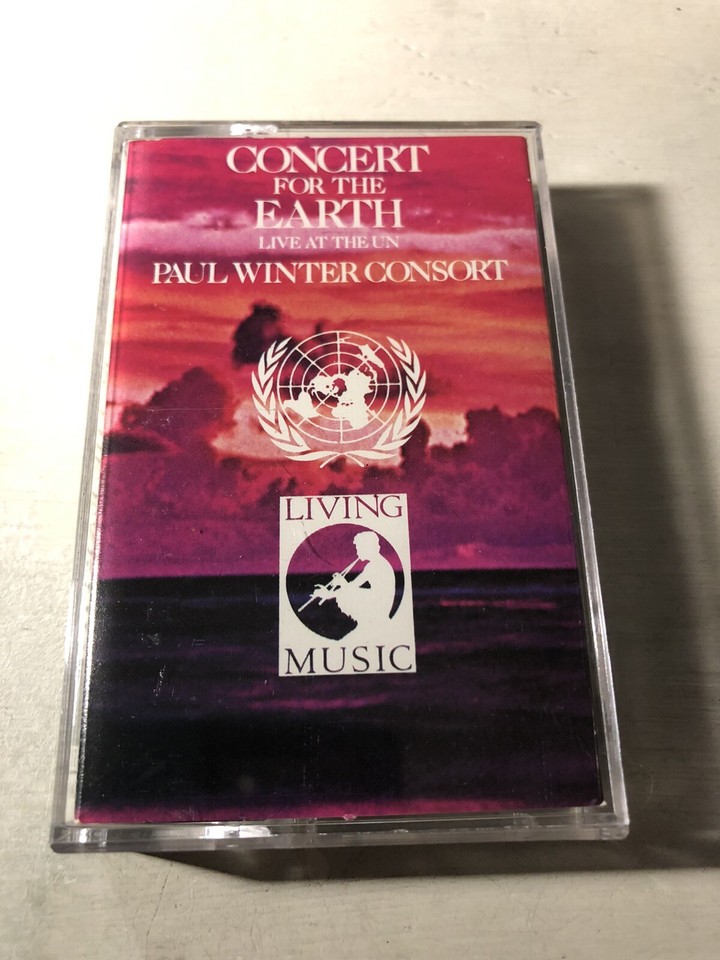 CONCERT
FOR THE
EARTH
LIVE AT THE UN
PAUL WINTER CONSORT
LIVING
MUSIC